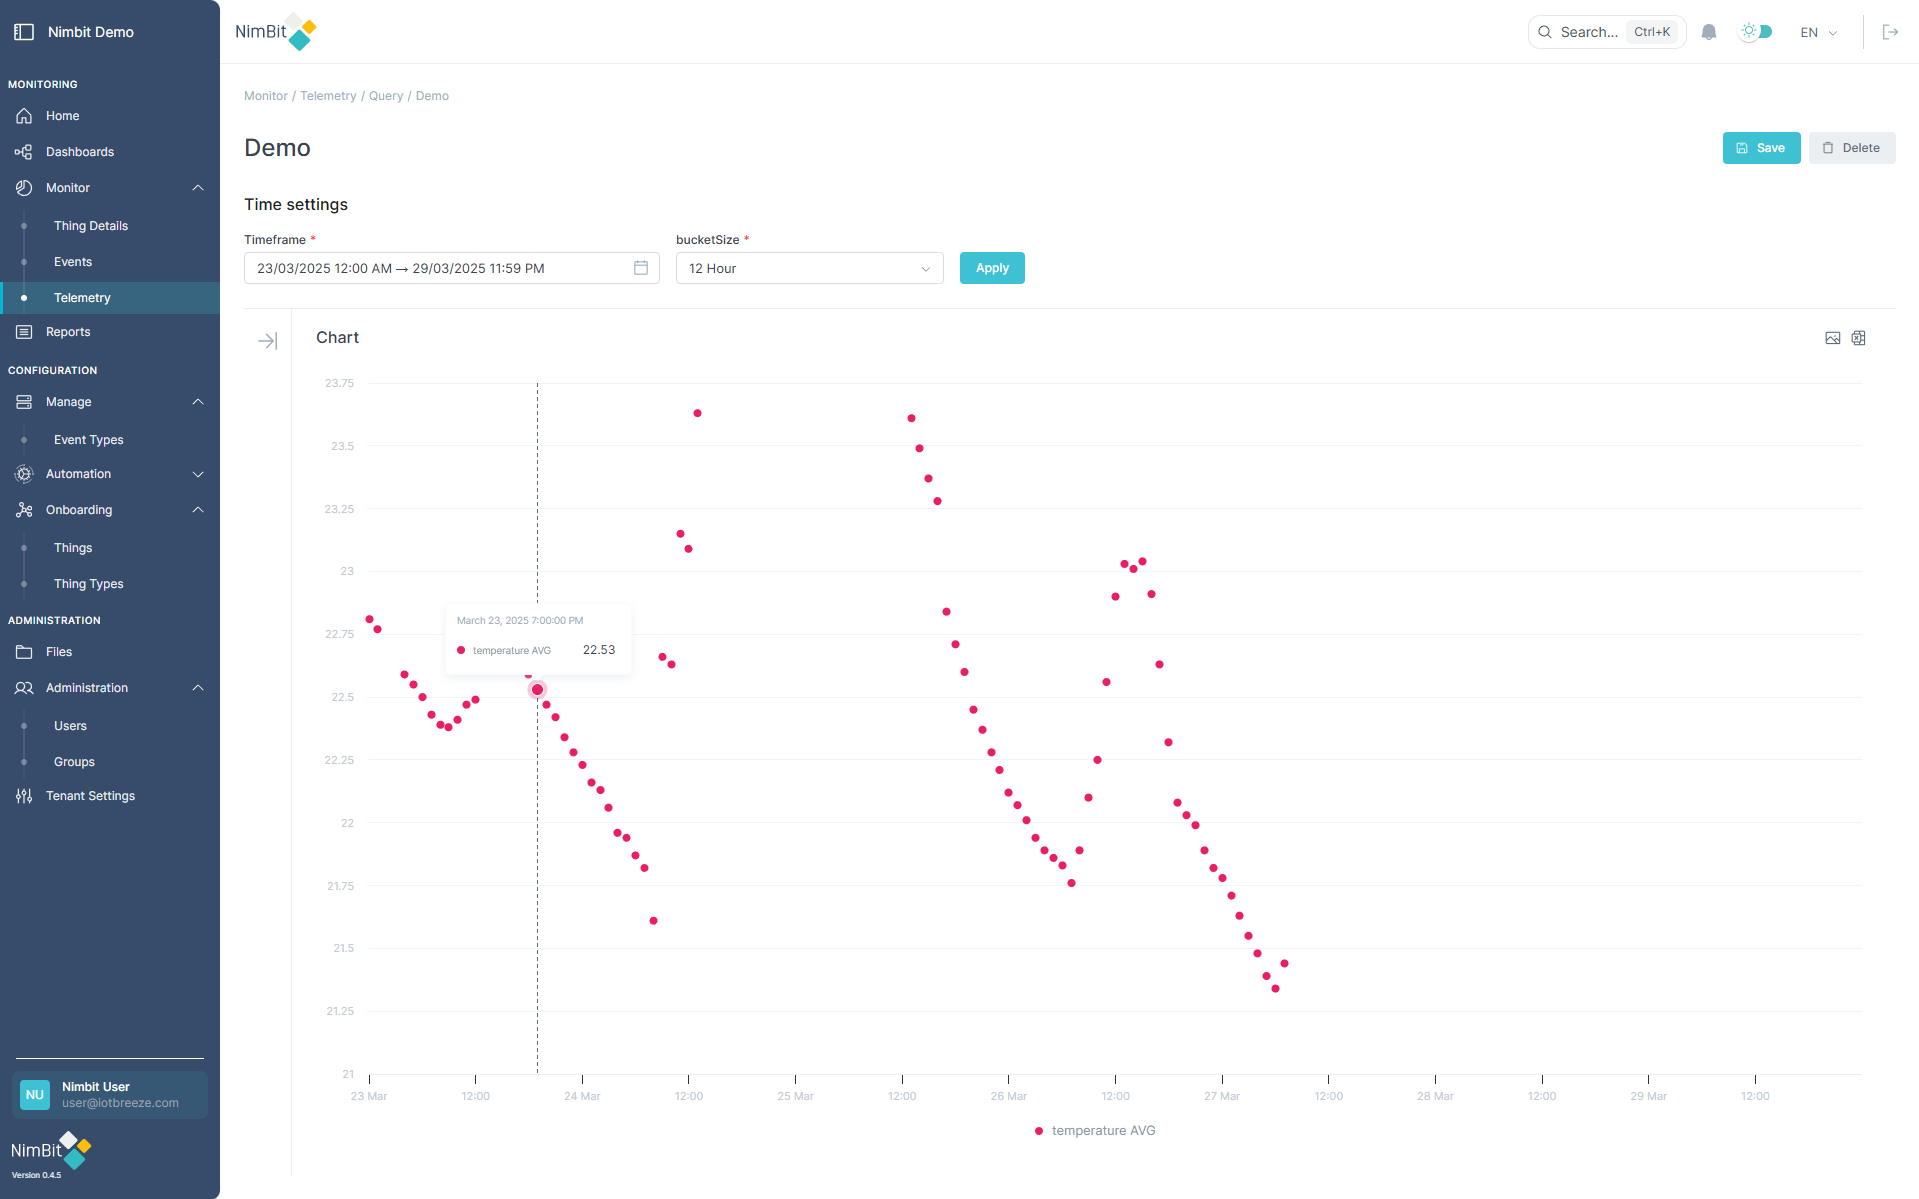 Nimbit Demo
MONITORING
Home
Dashboards
Monitor
Thing Details
Events
Telemetry
Reports
CONFIGURATION
Manage
Event Types
Automation
Onboarding
Things
Thing Types
ADMINISTRATION
Files
Administration
Users
Groups
Tenant Settings
NU
Nimbit User
user@iotbreeze.com
NimBit
Version 0.4.5
NimBit
Search... Ctrl+K
EN
Monitor / Telemetry / Query / Demo
Demo
Save
Delete
Time settings
Timeframe *
bucketSize *
23/03/2025 12:00 AM → 29/03/2025 11:59 PM
12 Hour
Apply
Chart
23.75
23.5
23.25
23
22.75
22.5
22.25
22
21.75
21.5
21.25
21
March 23, 2025 7:00:00 PM
temperature AVG 22.53
23 Mar 12:00 24 Mar 12:00 25 Mar 12:00 26 Mar 12:00 27 Mar 12:00 28 Mar 12:00 29 Mar 12:00
temperature AVG